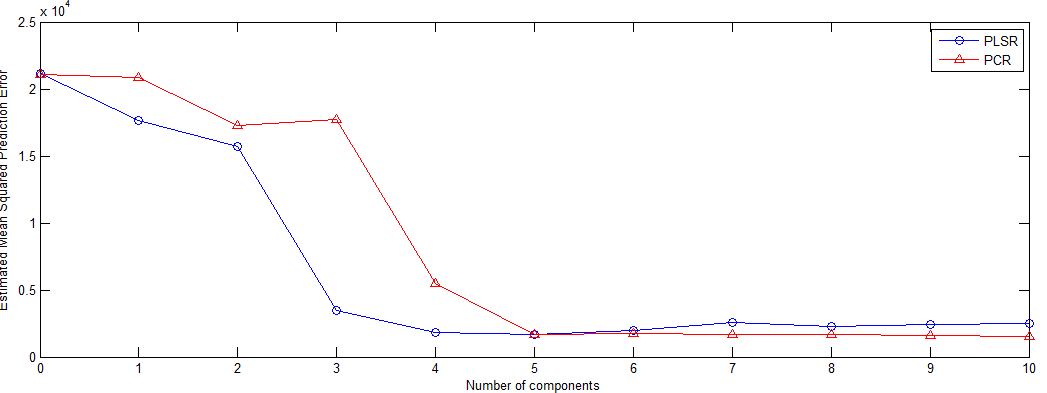 x 10^4
2.5
2
1.5
1
0.5
0
Estimated Mean Squared Prediction Error
0 1 2 3 4 5 6 7 8 9 10
Number of components
PLSR
PCR